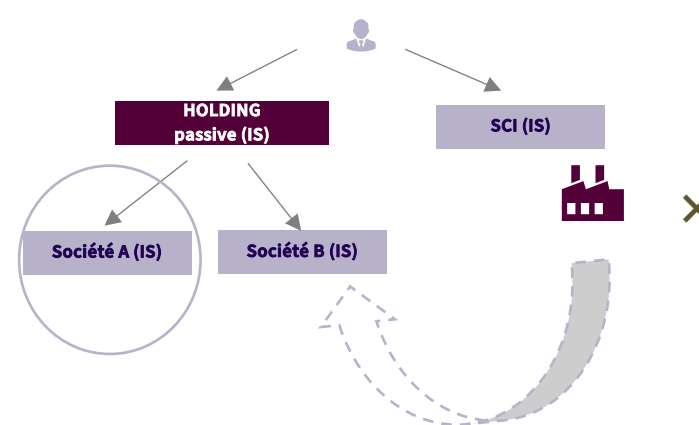 HOLDING
passive (IS)
SCI (IS)
Société A (IS)
Société B (IS)